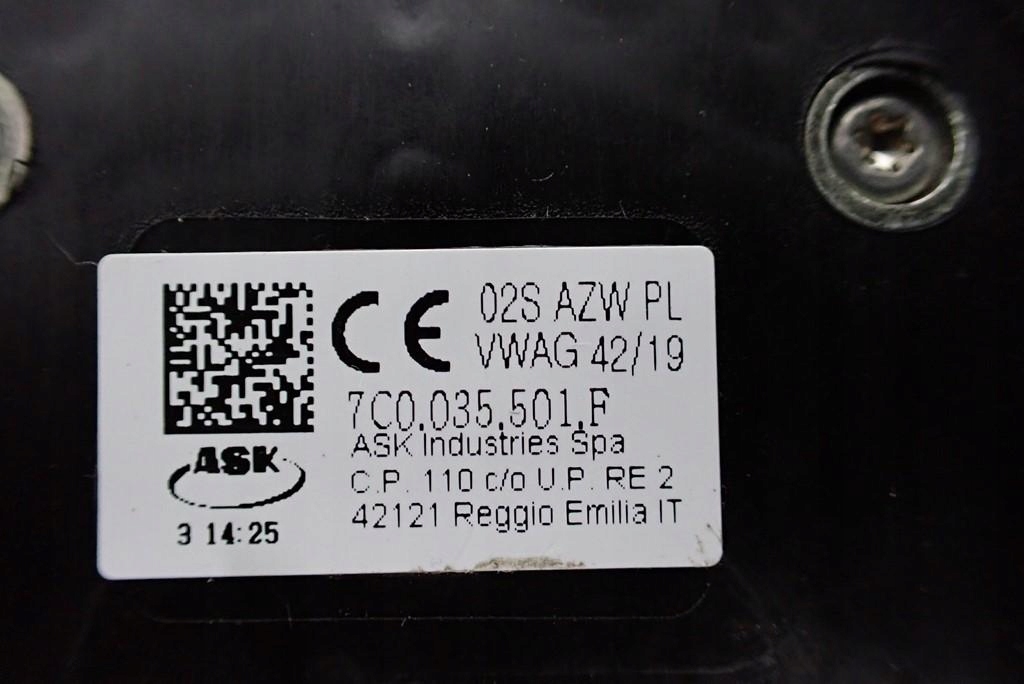 CE
02S AZW PL
VWAG 42/19
7C0.035.501.F
ASK Industries Spa
C.P. 110 c/o U.P. RE 2
42121 Reggio Emilia IT
ASK
3 14:25